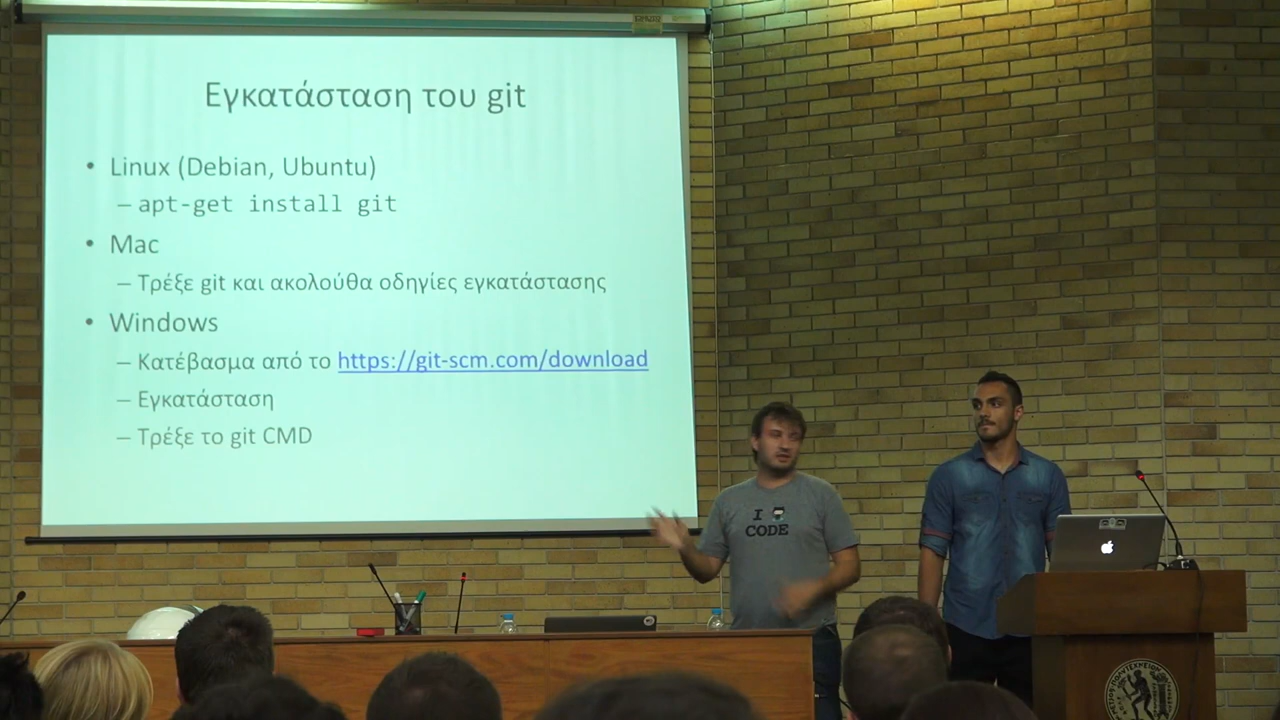 Εγκατάσταση του git
• Linux (Debian, Ubuntu)
– apt-get install git
• Mac
– Τρέξε git και ακολούθα οδηγίες εγκατάστασης
• Windows
– Κατέβασμα από το https://git-scm.com/download
– Εγκατάσταση
– Τρέξε το git CMD
I
CODE